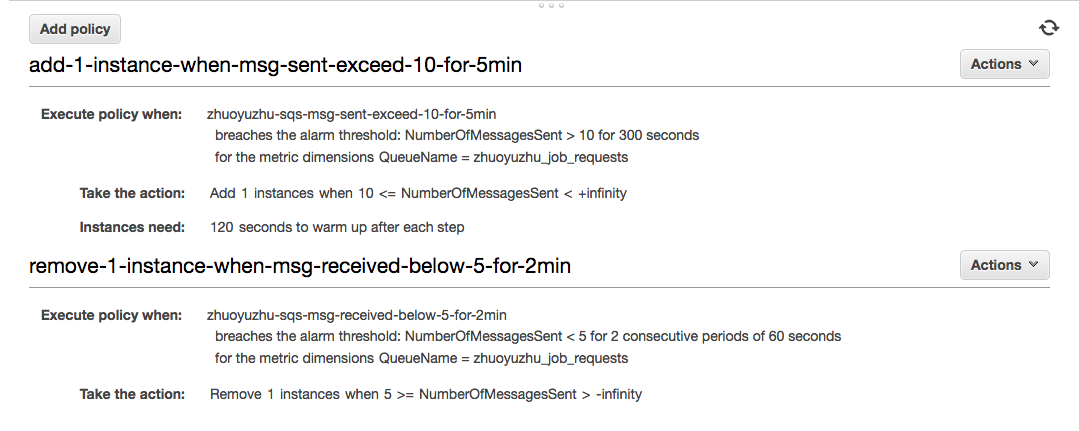 Add policy
add-1-instance-when-msg-sent-exceed-10-for-5min
Actions
Execute policy when: zhuoyuzhu-sqs-msg-sent-exceed-10-for-5min
breaches the alarm threshold: NumberOfMessagesSent > 10 for 300 seconds
for the metric dimensions QueueName = zhuoyuzhu_job_requests
Take the action: Add 1 instances when 10 <= NumberOfMessagesSent < +infinity
Instances need: 120 seconds to warm up after each step
remove-1-instance-when-msg-received-below-5-for-2min
Actions
Execute policy when: zhuoyuzhu-sqs-msg-received-below-5-for-2min
breaches the alarm threshold: NumberOfMessagesSent < 5 for 2 consecutive periods of 60 seconds
for the metric dimensions QueueName = zhuoyuzhu_job_requests
Take the action: Remove 1 instances when 5 >= NumberOfMessagesSent > -infinity